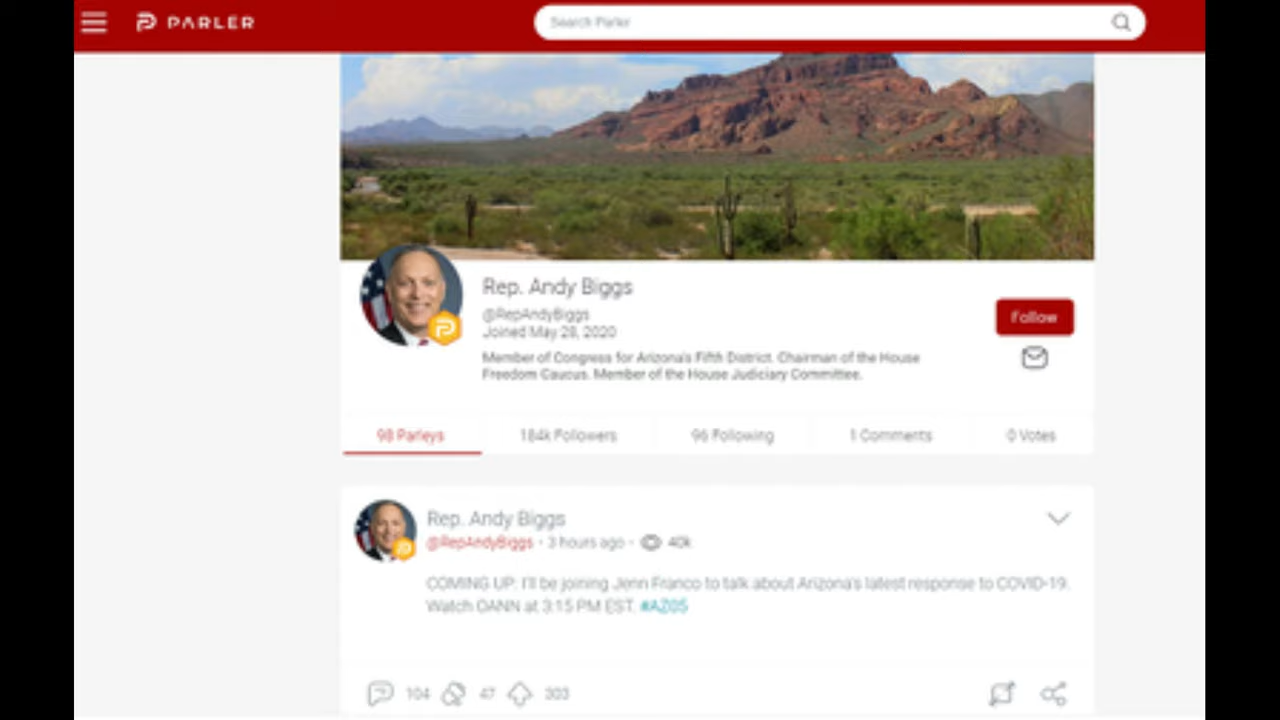 PARLER
Search Parler
Rep. Andy Biggs
@RepAndyBiggs
Joined May 28, 2020
Follow
Member of Congress for Arizona's Fifth District. Chairman of the House
Freedom Caucus. Member of the House Judiciary Committee.
98 Parleys 184k Followers 96 Following 1 Comments 0 Votes
Rep. Andy Biggs
@RepAndyBiggs • 3 hours ago • 40k
COMING UP: I'll be joining Jenn Franco to talk about Arizona's latest response to COVID-19.
Watch OANN at 3:15 PM EST. #AZ05
104 47 303